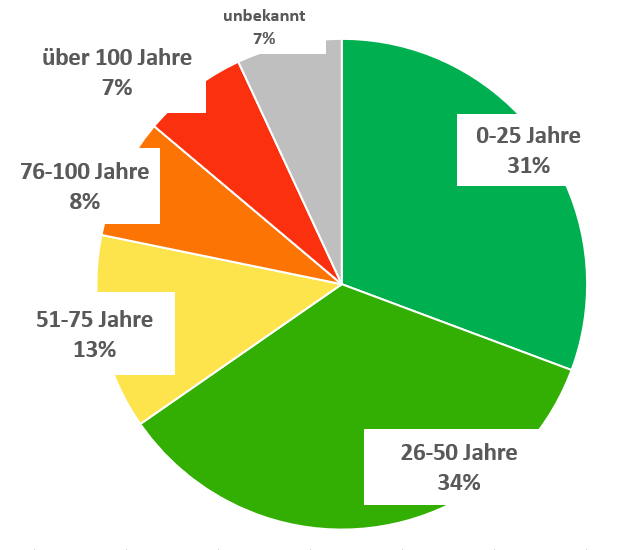 unbekannt
7%
über 100 Jahre
7%
0-25 Jahre
31%
76-100 Jahre
8%
51-75 Jahre
13%
26-50 Jahre
34%